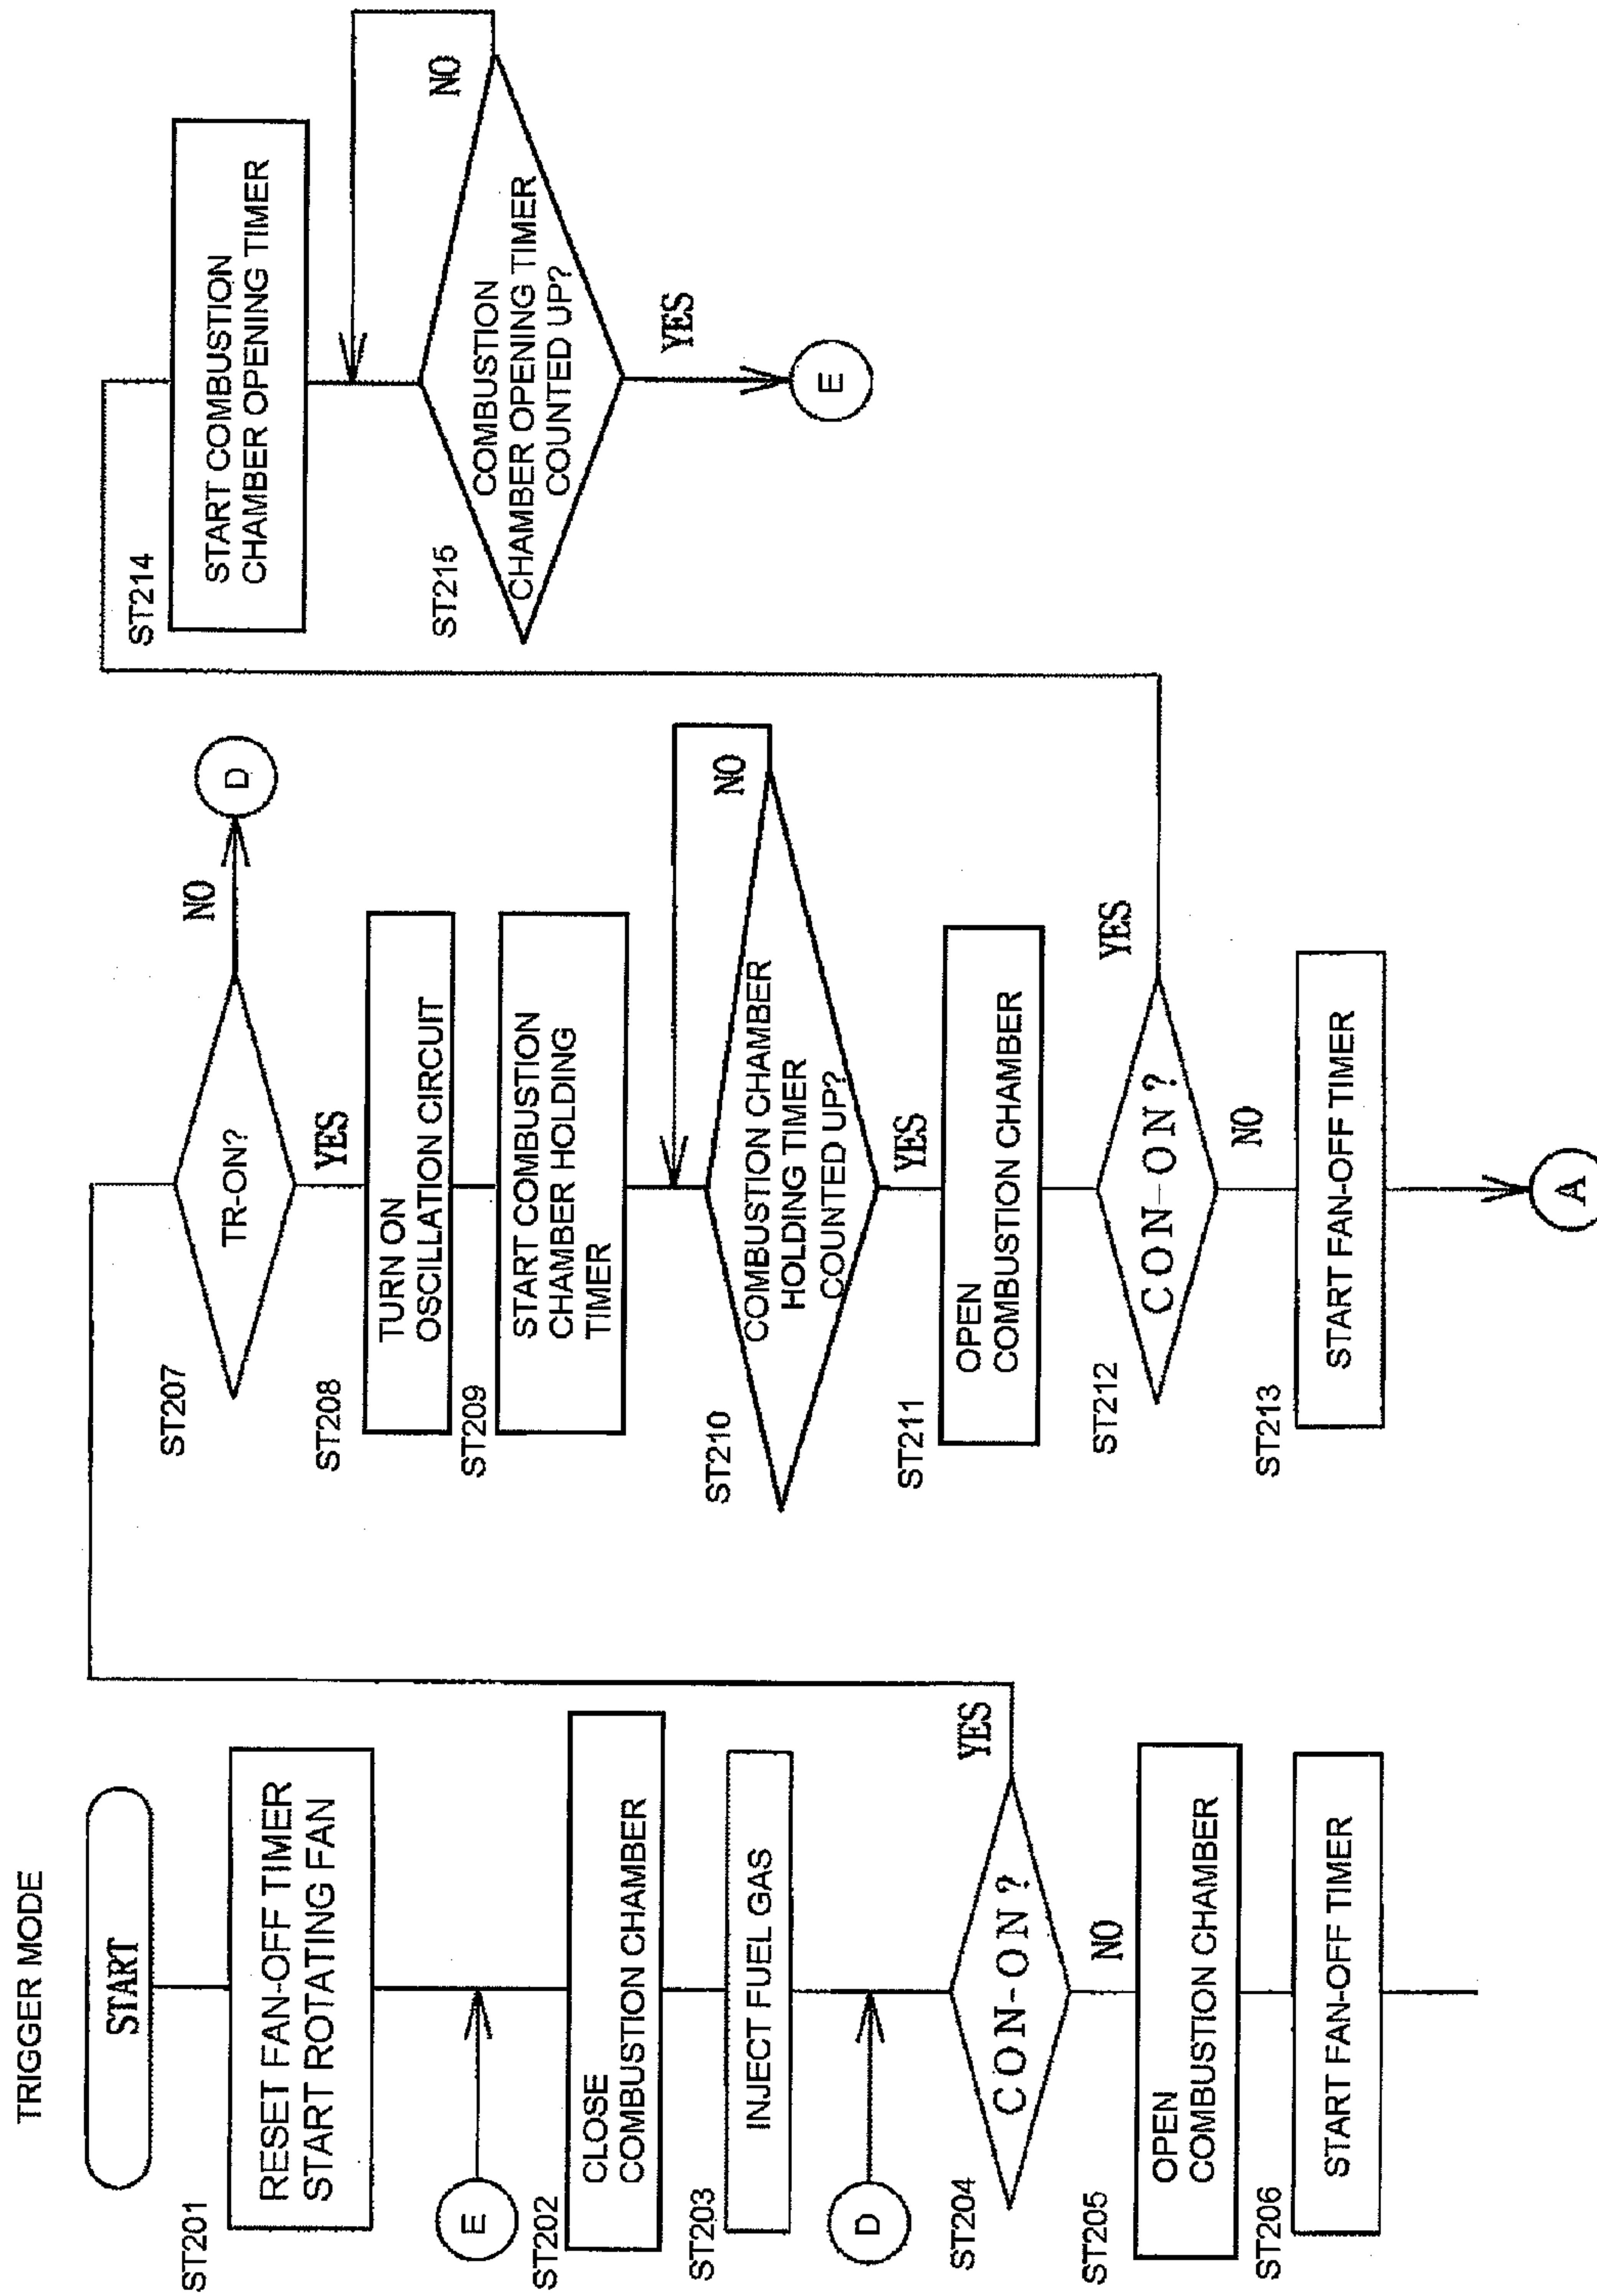 TRIGGER MODE
START
ST201
RESET FAN-OFF TIMER
START ROTATING FAN
E
ST202
CLOSE
COMBUSTION CHAMBER
ST203
INJECT FUEL GAS
D
ST204
CON-ON?
YES
NO
ST205
OPEN
COMBUSTION CHAMBER
ST206
START FAN-OFF TIMER
ST207
TR-ON?
NO
D
YES
ST208
TURN ON
OSCILLATION CIRCUIT
ST209
START COMBUSTION
CHAMBER HOLDING
TIMER
ST210
COMBUSTION CHAMBER
HOLDING TIMER
COUNTED UP?
NO
YES
ST211
OPEN
COMBUSTION CHAMBER
ST212
CON-ON?
YES
NO
ST213
START FAN-OFF TIMER
A
ST214
START COMBUSTION
CHAMBER OPENING TIMER
ST215
COMBUSTION
CHAMBER OPENING TIMER
COUNTED UP?
NO
YES
E